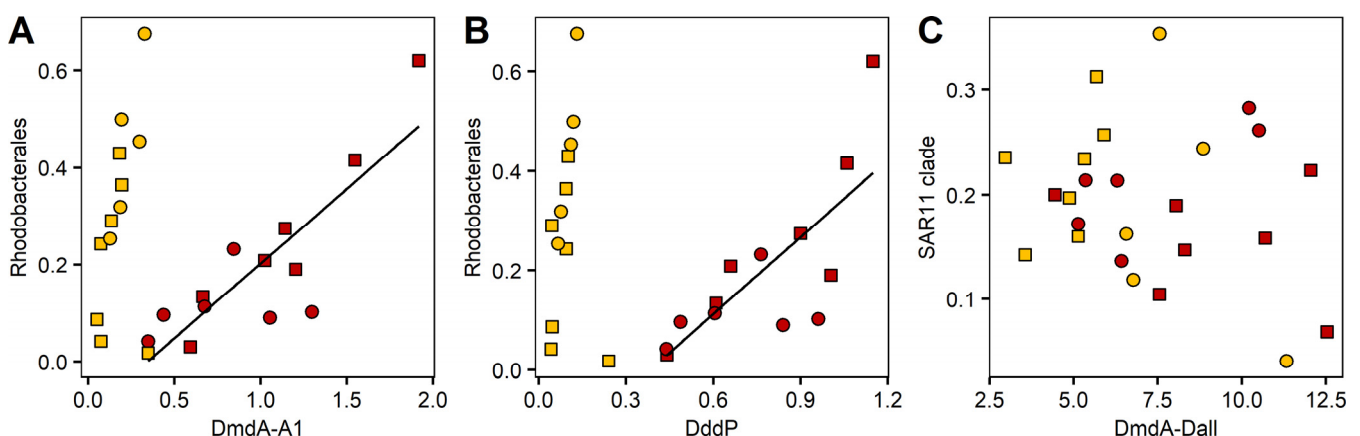 A
Rhodobacterales
0.6
0.4
0.2
0.0
0.0 0.5 1.0 1.5 2.0
DmdA-A1
B
Rhodobacterales
0.6
0.4
0.2
0.0
0.0 0.3 0.6 0.9 1.2
DddP
C
SAR11 clade
0.3
0.2
0.1
2.5 5.0 7.5 10.0 12.5
DmdA-Dall